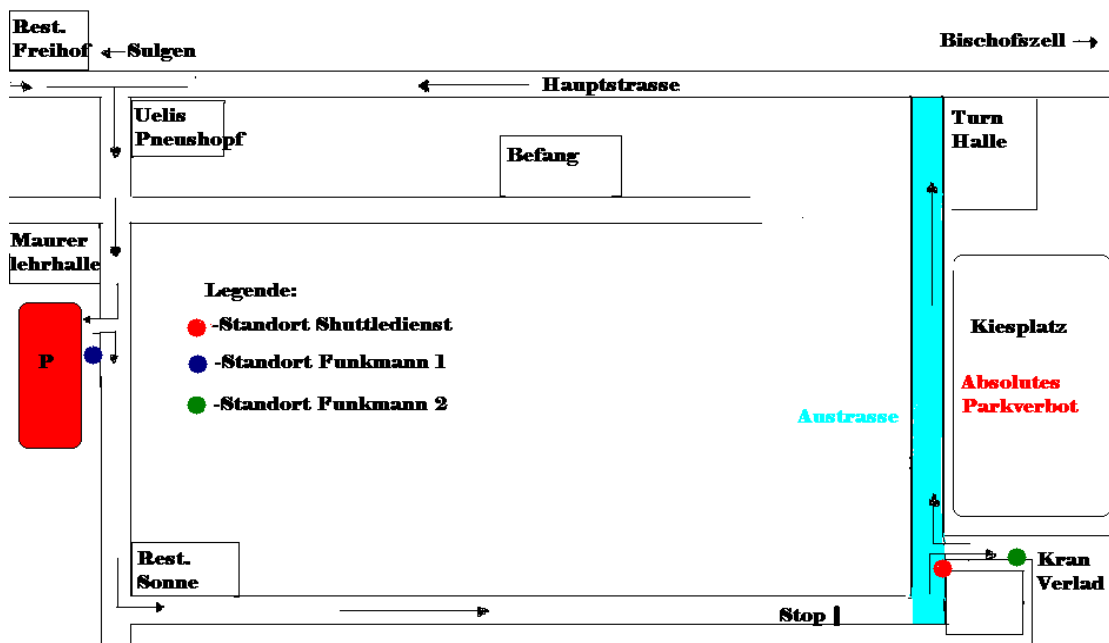 Rest.
Freihof
Sulgen
Bischofszell
Hauptstrasse
Uelis
Pneushopf
Turn
Halle
Befang
Maurer
lehrhalle
Legende:
-Standort Shuttledienst
-Standort Funkmann 1
-Standort Funkmann 2
P
Kiesplatz
Absolutes
Parkverbot
Austrasse
Rest.
Sonne
Kran
Verlad
Stop